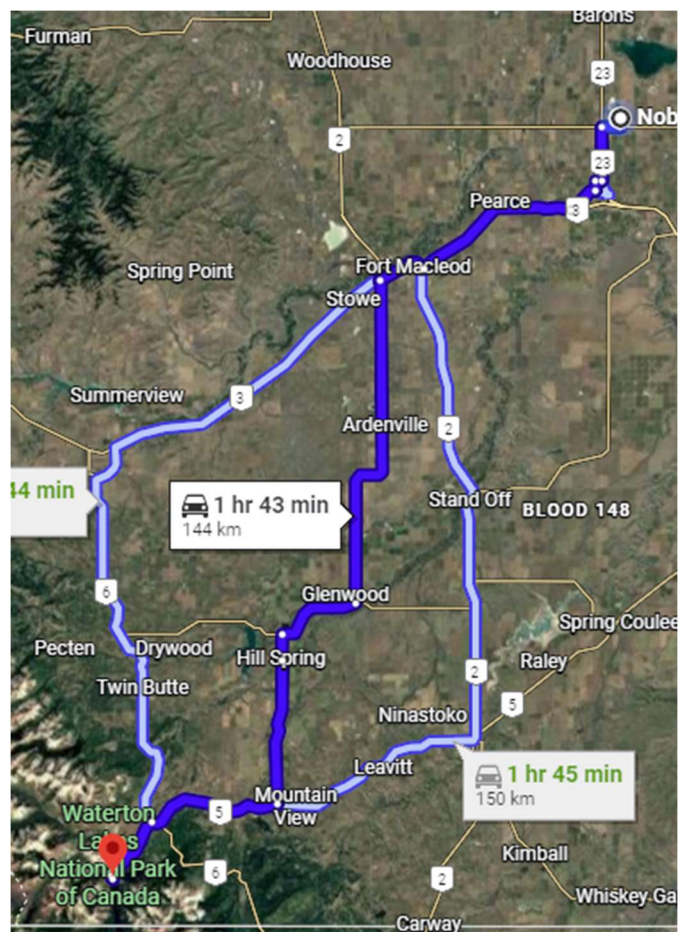 Barons
Furman
Woodhouse
23
Nob
2
23
Pearce
3
Fort Macleod
Spring Point
Stowe
Summerview
3
Ardenville
2
44 min
1 hr 43 min
144 km
Stand Off
BLOOD 148
6
Glenwood
Spring Coulee
Pecten
Drywood
Hill Spring
Raley
2
Twin Butte
5
Ninastoko
Leavitt
1 hr 45 min
150 km
Mountain
View
5
Waterton
Lakes
National Park
of Canada
Kimball
6
2
Whiskey Ga
Carway